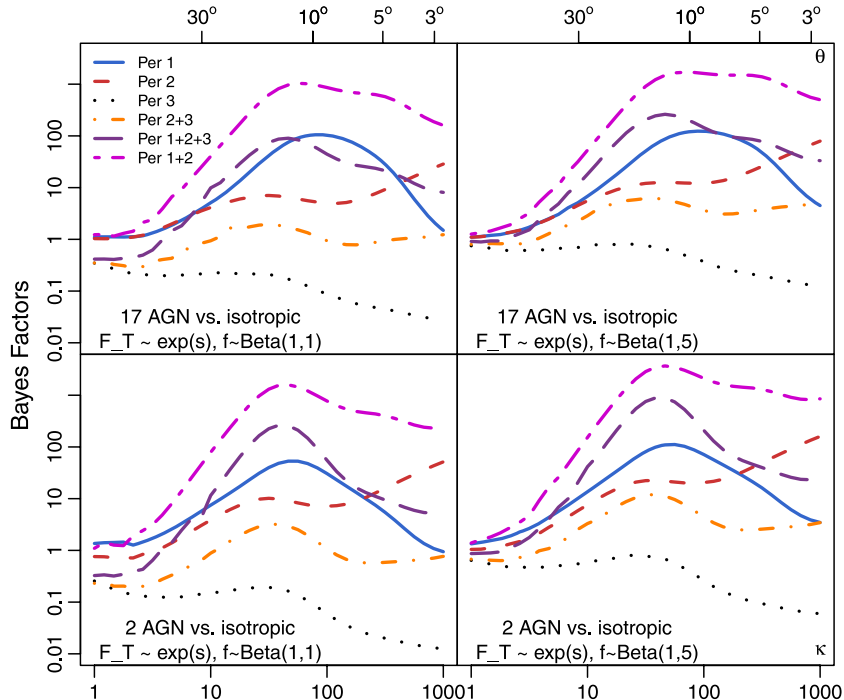 30° 10° 5° 3° 30° 10° 5° 3°
θ
Per 1
Per 2
Per 3
Per 2+3
Per 1+2+3
Per 1+2
100
10
1
0.1
0.01
17 AGN vs. isotropic
F_T ~ exp(s), f~Beta(1,1)
17 AGN vs. isotropic
F_T ~ exp(s), f~Beta(1,5)
Bayes Factors
100
10
1
0.1
0.01
2 AGN vs. isotropic
F_T ~ exp(s), f~Beta(1,1)
2 AGN vs. isotropic
F_T ~ exp(s), f~Beta(1,5)
κ
1 10 100 1000 1 10 100 1000